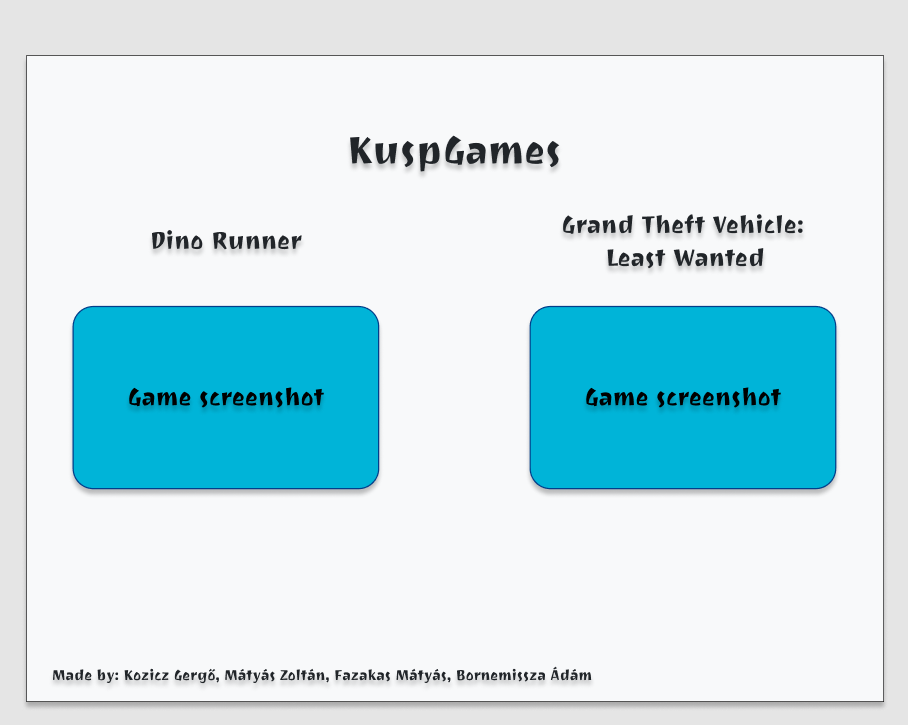 KuspGames
Dino Runner
Grand Theft Vehicle:
Least Wanted
Game screenshot
Game screenshot
Made by: Kozicz Gergő, Mátyás Zoltán, Fazakas Mátyás, Bornemissza Ádám